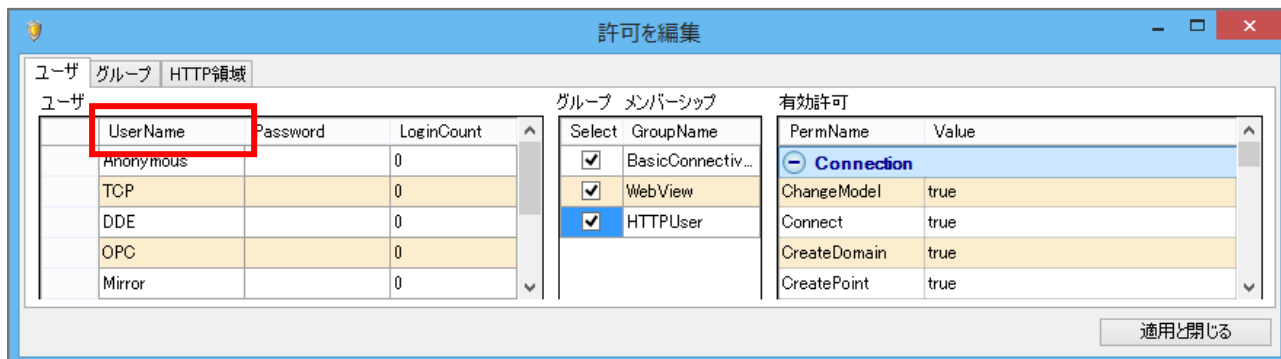 許可を編集
ユーザ グループ HTTP領域
ユーザ グループ メンバーシップ 有効許可
UserName Password LoginCount Select GroupName PermName Value
Anonymous 0 BasicConnectiv... Connection
TCP 0 WebView ChangeModel true
DDE 0 HTTPUser Connect true
OPC 0 CreateDomain true
Mirror 0 CreatePoint true
適用と閉じる